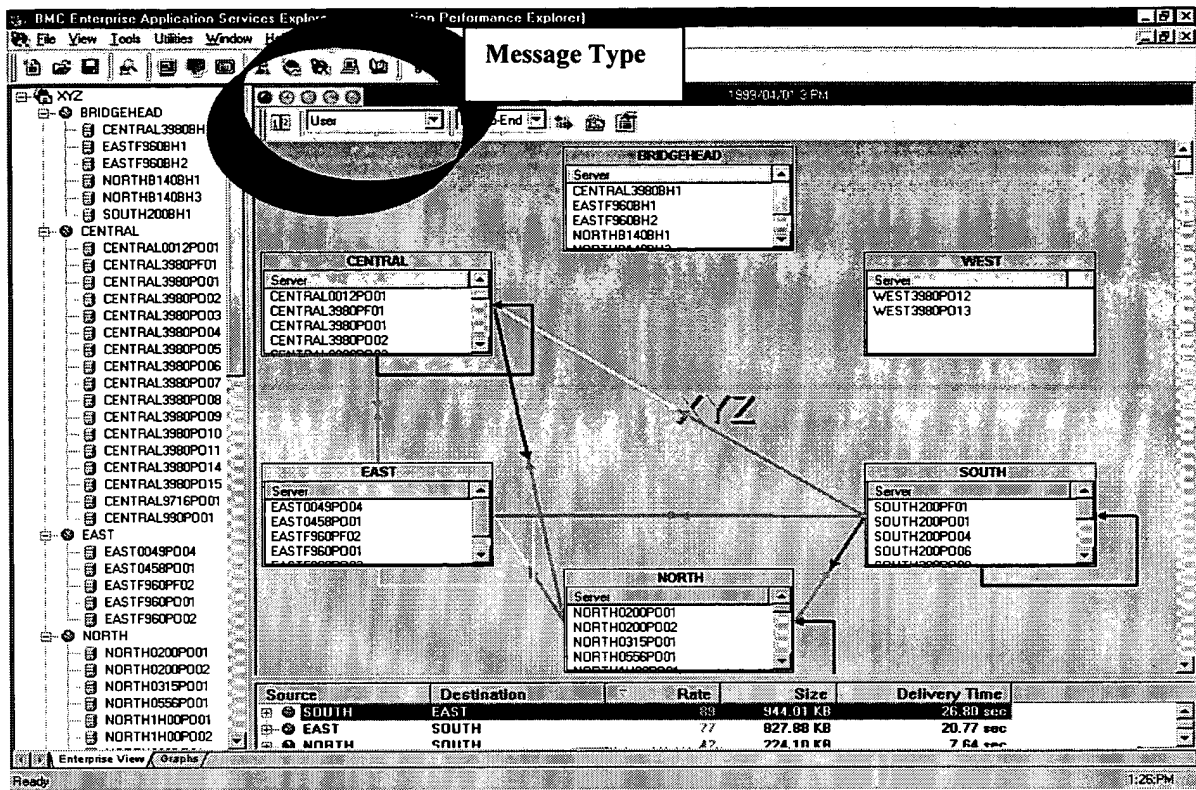 BMC Enterprise Application Services Explorer
Performance Explorer]
File View Tools Utilities Window
Message Type
1999/04/01 3 PM
User
XYZ
BRIDGEHEAD
CENTRAL3980BH
EASTF960BH1
EASTF960BH2
NORTHB140BH1
NORTHB140BH3
SOUTH200BH1
CENTRAL
CENTRAL0012PO01
CENTRAL3980PF01
CENTRAL3980PO01
CENTRAL3980PO02
CENTRAL3980PO03
CENTRAL3980PO04
CENTRAL3980PO05
CENTRAL3980PO06
CENTRAL3980PO07
CENTRAL3980PO08
CENTRAL3980PO09
CENTRAL3980PO10
CENTRAL3980PO11
CENTRAL3980PO14
CENTRAL3980PO15
CENTRAL9716PO01
CENTRAL990PO01
EAST
EAST0049PO04
EAST0458PO01
EASTF960PF02
EASTF960PO01
EASTF960PO02
NORTH
NORTH0200PO01
NORTH0200PO02
NORTH0315PO01
NORTH0556PO01
NORTH1H00PO01
NORTH1H00PO02
BRIDGEHEAD
Server
CENTRAL3980BH1
EASTF960BH1
EASTF960BH2
NORTHB140BH1
NORTHB140BH3
CENTRAL
Server
CENTRAL0012PO01
CENTRAL3980PF01
CENTRAL3980PO01
CENTRAL3980PO02
WEST
Server
WEST3980PO12
WEST3980PO13
XYZ
EAST
Server
EAST0049PO04
EAST0458PO01
EASTF960PF02
EASTF960PO01
SOUTH
Server
SOUTH200PF01
SOUTH200PO01
SOUTH200PO04
SOUTH200PO06
NORTH
Server
NORTH0200PO01
NORTH0200PO02
NORTH0315PO01
NORTH0556PO01
Source Destination Rate Size Delivery Time
SOUTH EAST 89 944.01 KB 26.80 sec
EAST SOUTH 77 827.88 KB 20.77 sec
NORTH SOUTH 42 224.10 KB 7.64 sec
Enterprise View Graphs
Ready 1:26 PM